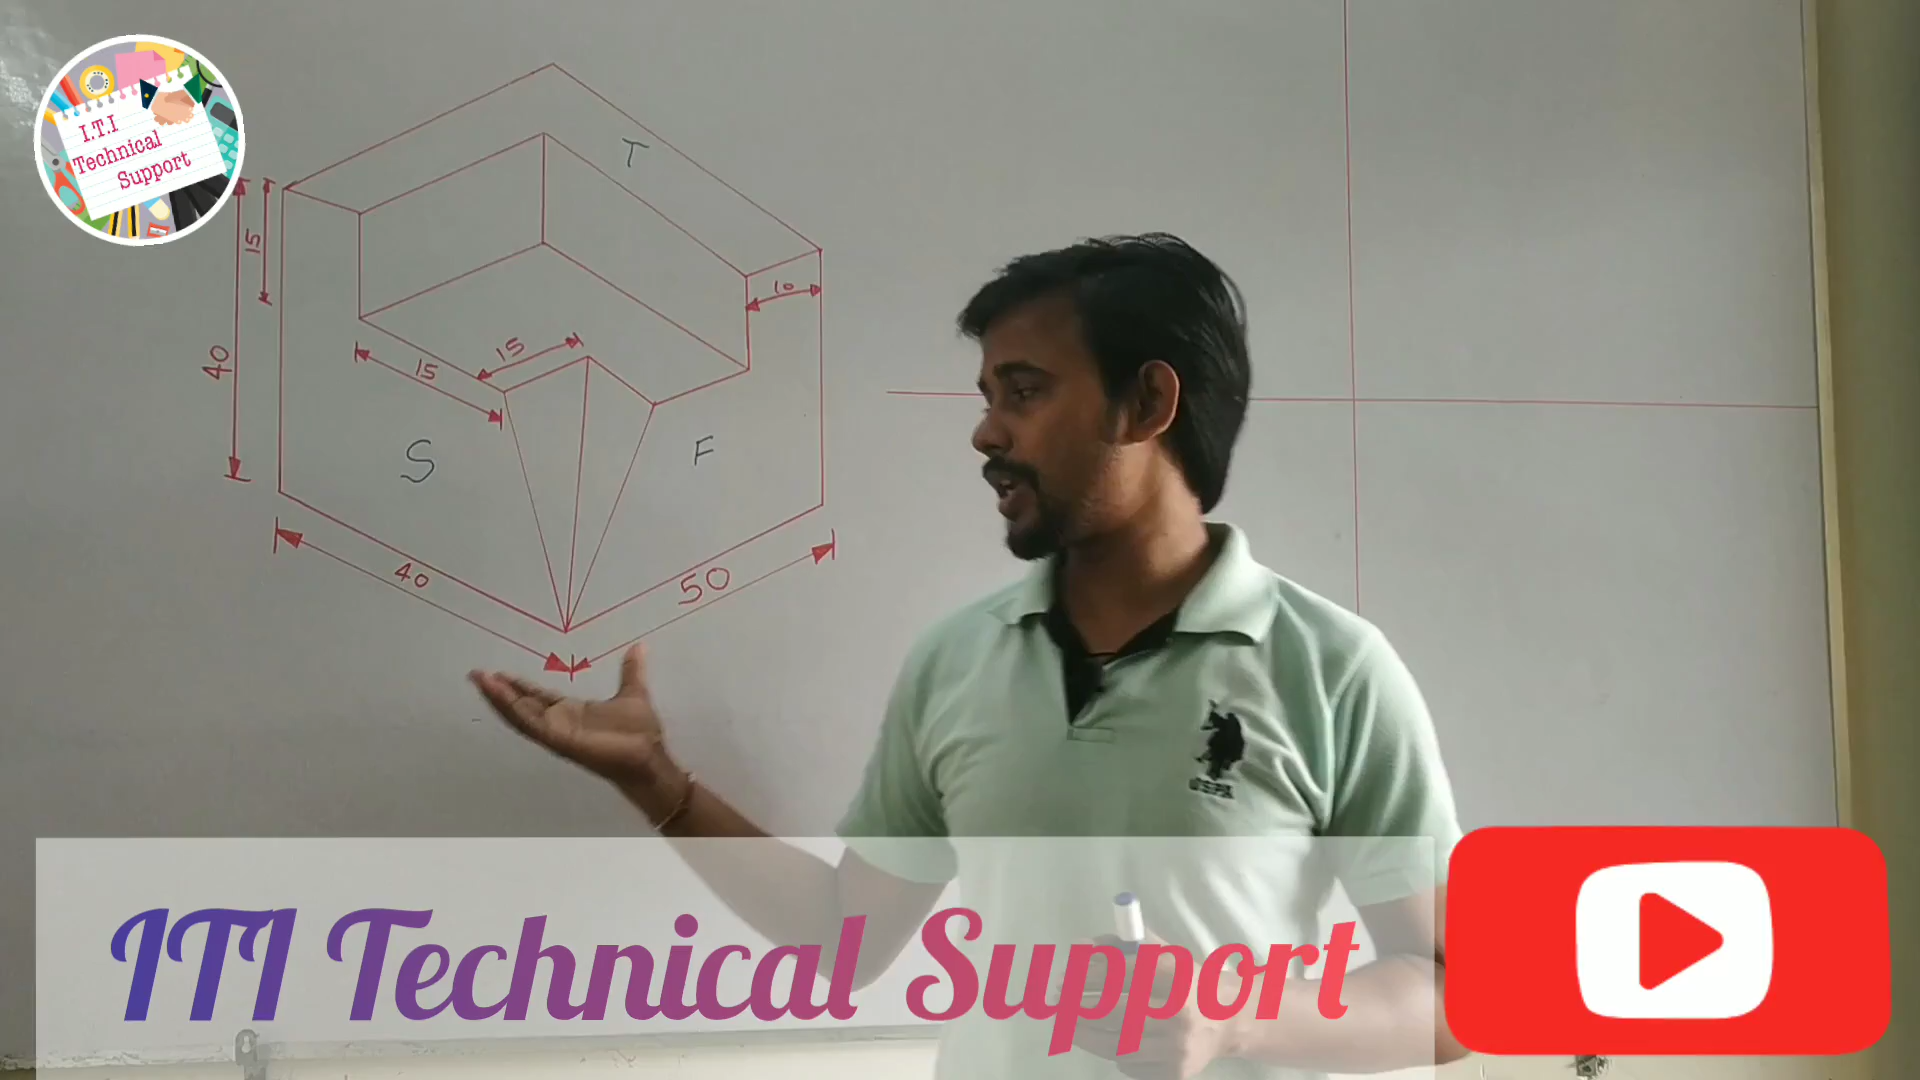 I.T.I
Technical
Support
T
15
10
40
15
15
S
F
40
50
USPA
ITI Technical Support